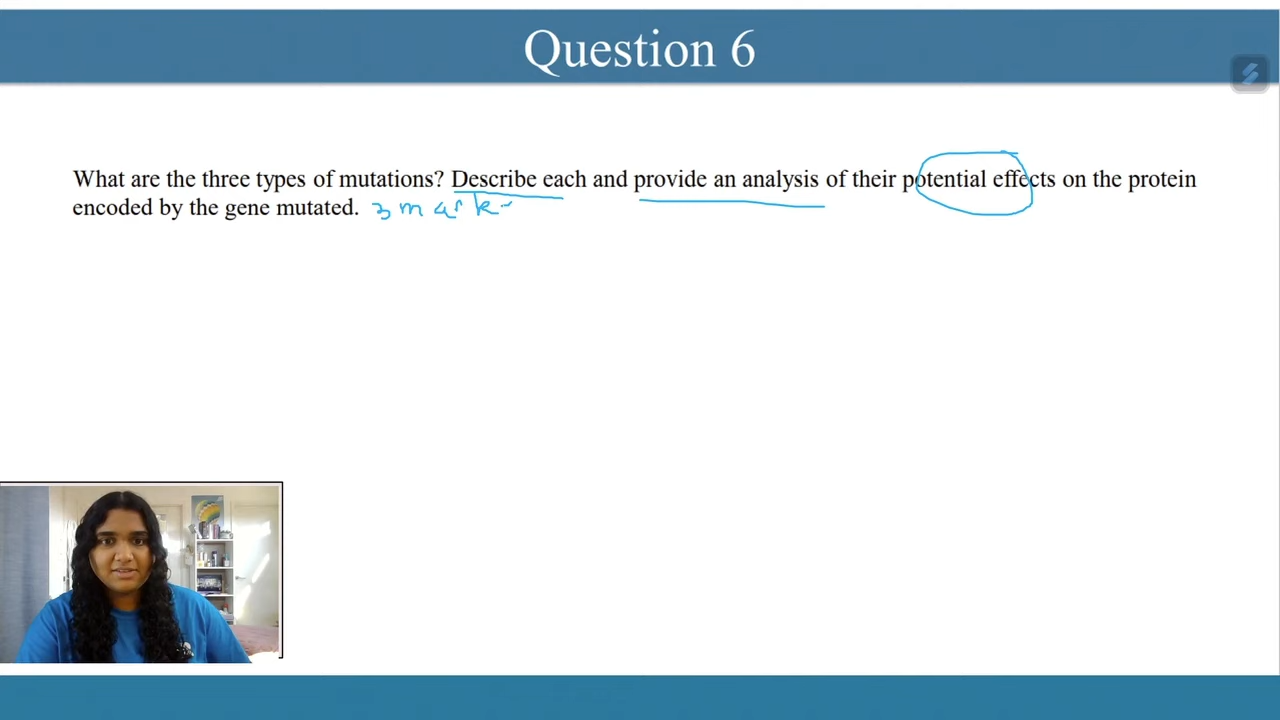 Question 6
What are the three types of mutations? Describe each and provide an analysis of their potential effects on the protein
encoded by the gene mutated. 3 marks